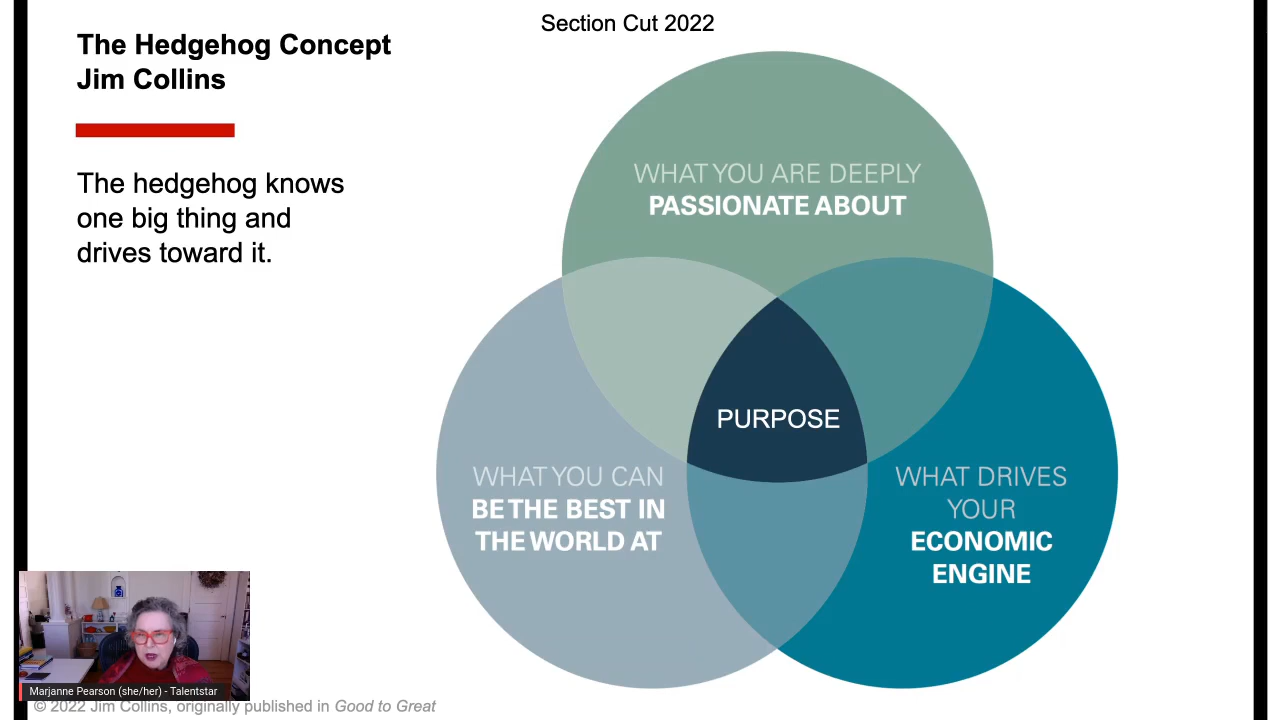 Section Cut 2022
The Hedgehog Concept
Jim Collins
The hedgehog knows
one big thing and
drives toward it.
WHAT YOU ARE DEEPLY
PASSIONATE ABOUT
PURPOSE
WHAT YOU CAN
BE THE BEST IN
THE WORLD AT
WHAT DRIVES
YOUR
ECONOMIC
ENGINE
Marjanne Pearson (she/her) - Talentstar
© 2022 Jim Collins, originally published in Good to Great